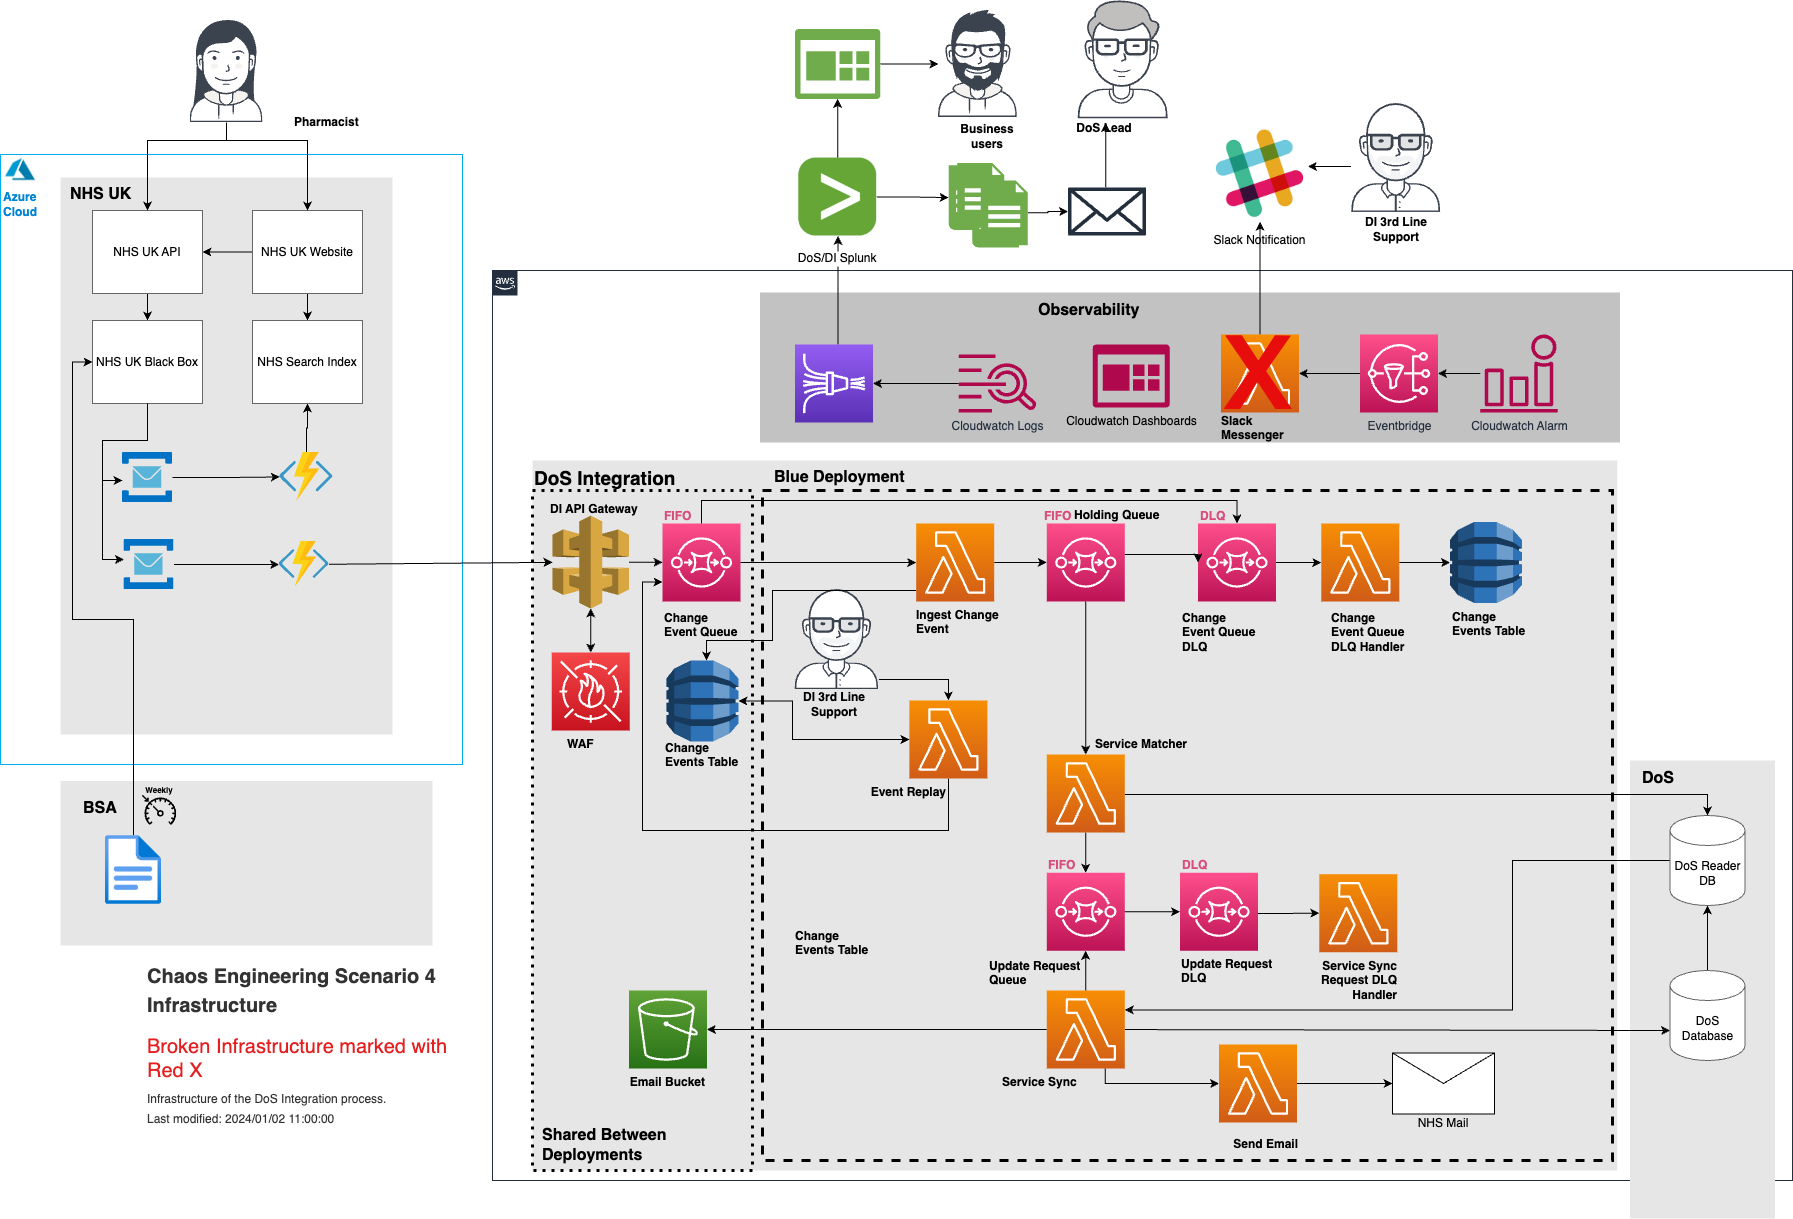 Pharmacist
Azure
Cloud
NHS UK
NHS UK API
NHS UK Website
NHS UK Black Box
NHS Search Index
BSA
Weekly
Chaos Engineering Scenario 4
Infrastructure
Broken Infrastructure marked with
Red X
Infrastructure of the DoS Integration process.
Last modified: 2024/01/02 11:00:00
Business
users
DoS Lead
DoS/DI Splunk
Slack Notification
DI 3rd Line
Support
aws
Observability
Cloudwatch Logs
Cloudwatch Dashboards
X
Slack
Messenger
Eventbridge
Cloudwatch Alarm
DoS Integration
Blue Deployment
DI API Gateway
FIFO
Change
Event Queue
WAF
Change
Events Table
Ingest Change
Event
DI 3rd Line
Support
Event Replay
FIFO Holding Queue
DLQ
Change
Event Queue
DLQ
Change
Event Queue
DLQ Handler
Change
Events Table
Service Matcher
FIFO
DLQ
Change
Events Table
Update Request
Queue
Update Request
DLQ
Service Sync
Request DLQ
Handler
Email Bucket
Service Sync
Send Email
NHS Mail
Shared Between
Deployments
DoS
DoS Reader
DB
DoS
Database